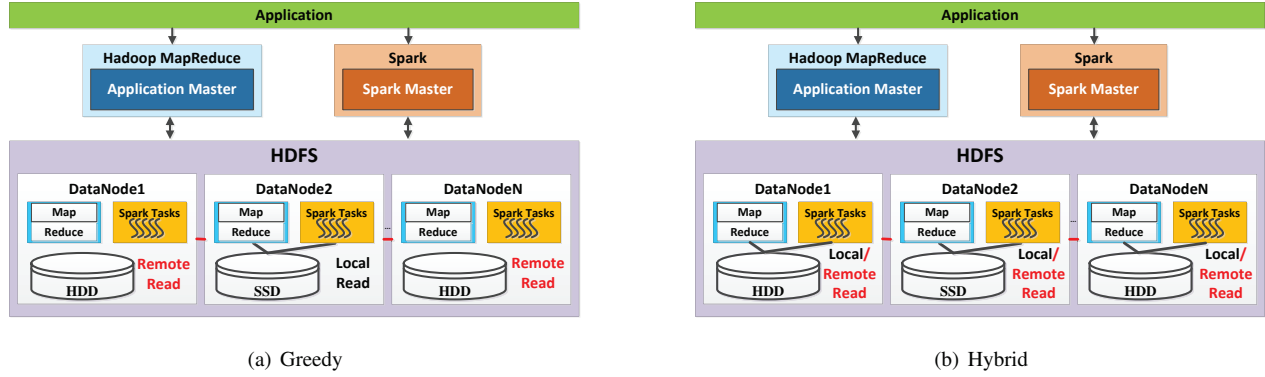 Application
Hadoop MapReduce
Application Master
Spark
Spark Master
HDFS
DataNode1
Map
Reduce
Spark Tasks
HDD
Remote
Read
DataNode2
Map
Reduce
Spark Tasks
SSD
Local
Read
...
DataNodeN
Map
Reduce
Spark Tasks
HDD
Remote
Read
(a) Greedy
Application
Hadoop MapReduce
Application Master
Spark
Spark Master
HDFS
DataNode1
Map
Reduce
Spark Tasks
HDD
Local/
Remote
Read
DataNode2
Map
Reduce
Spark Tasks
SSD
Local/
Remote
Read
...
DataNodeN
Map
Reduce
Spark Tasks
HDD
Local/
Remote
Read
(b) Hybrid